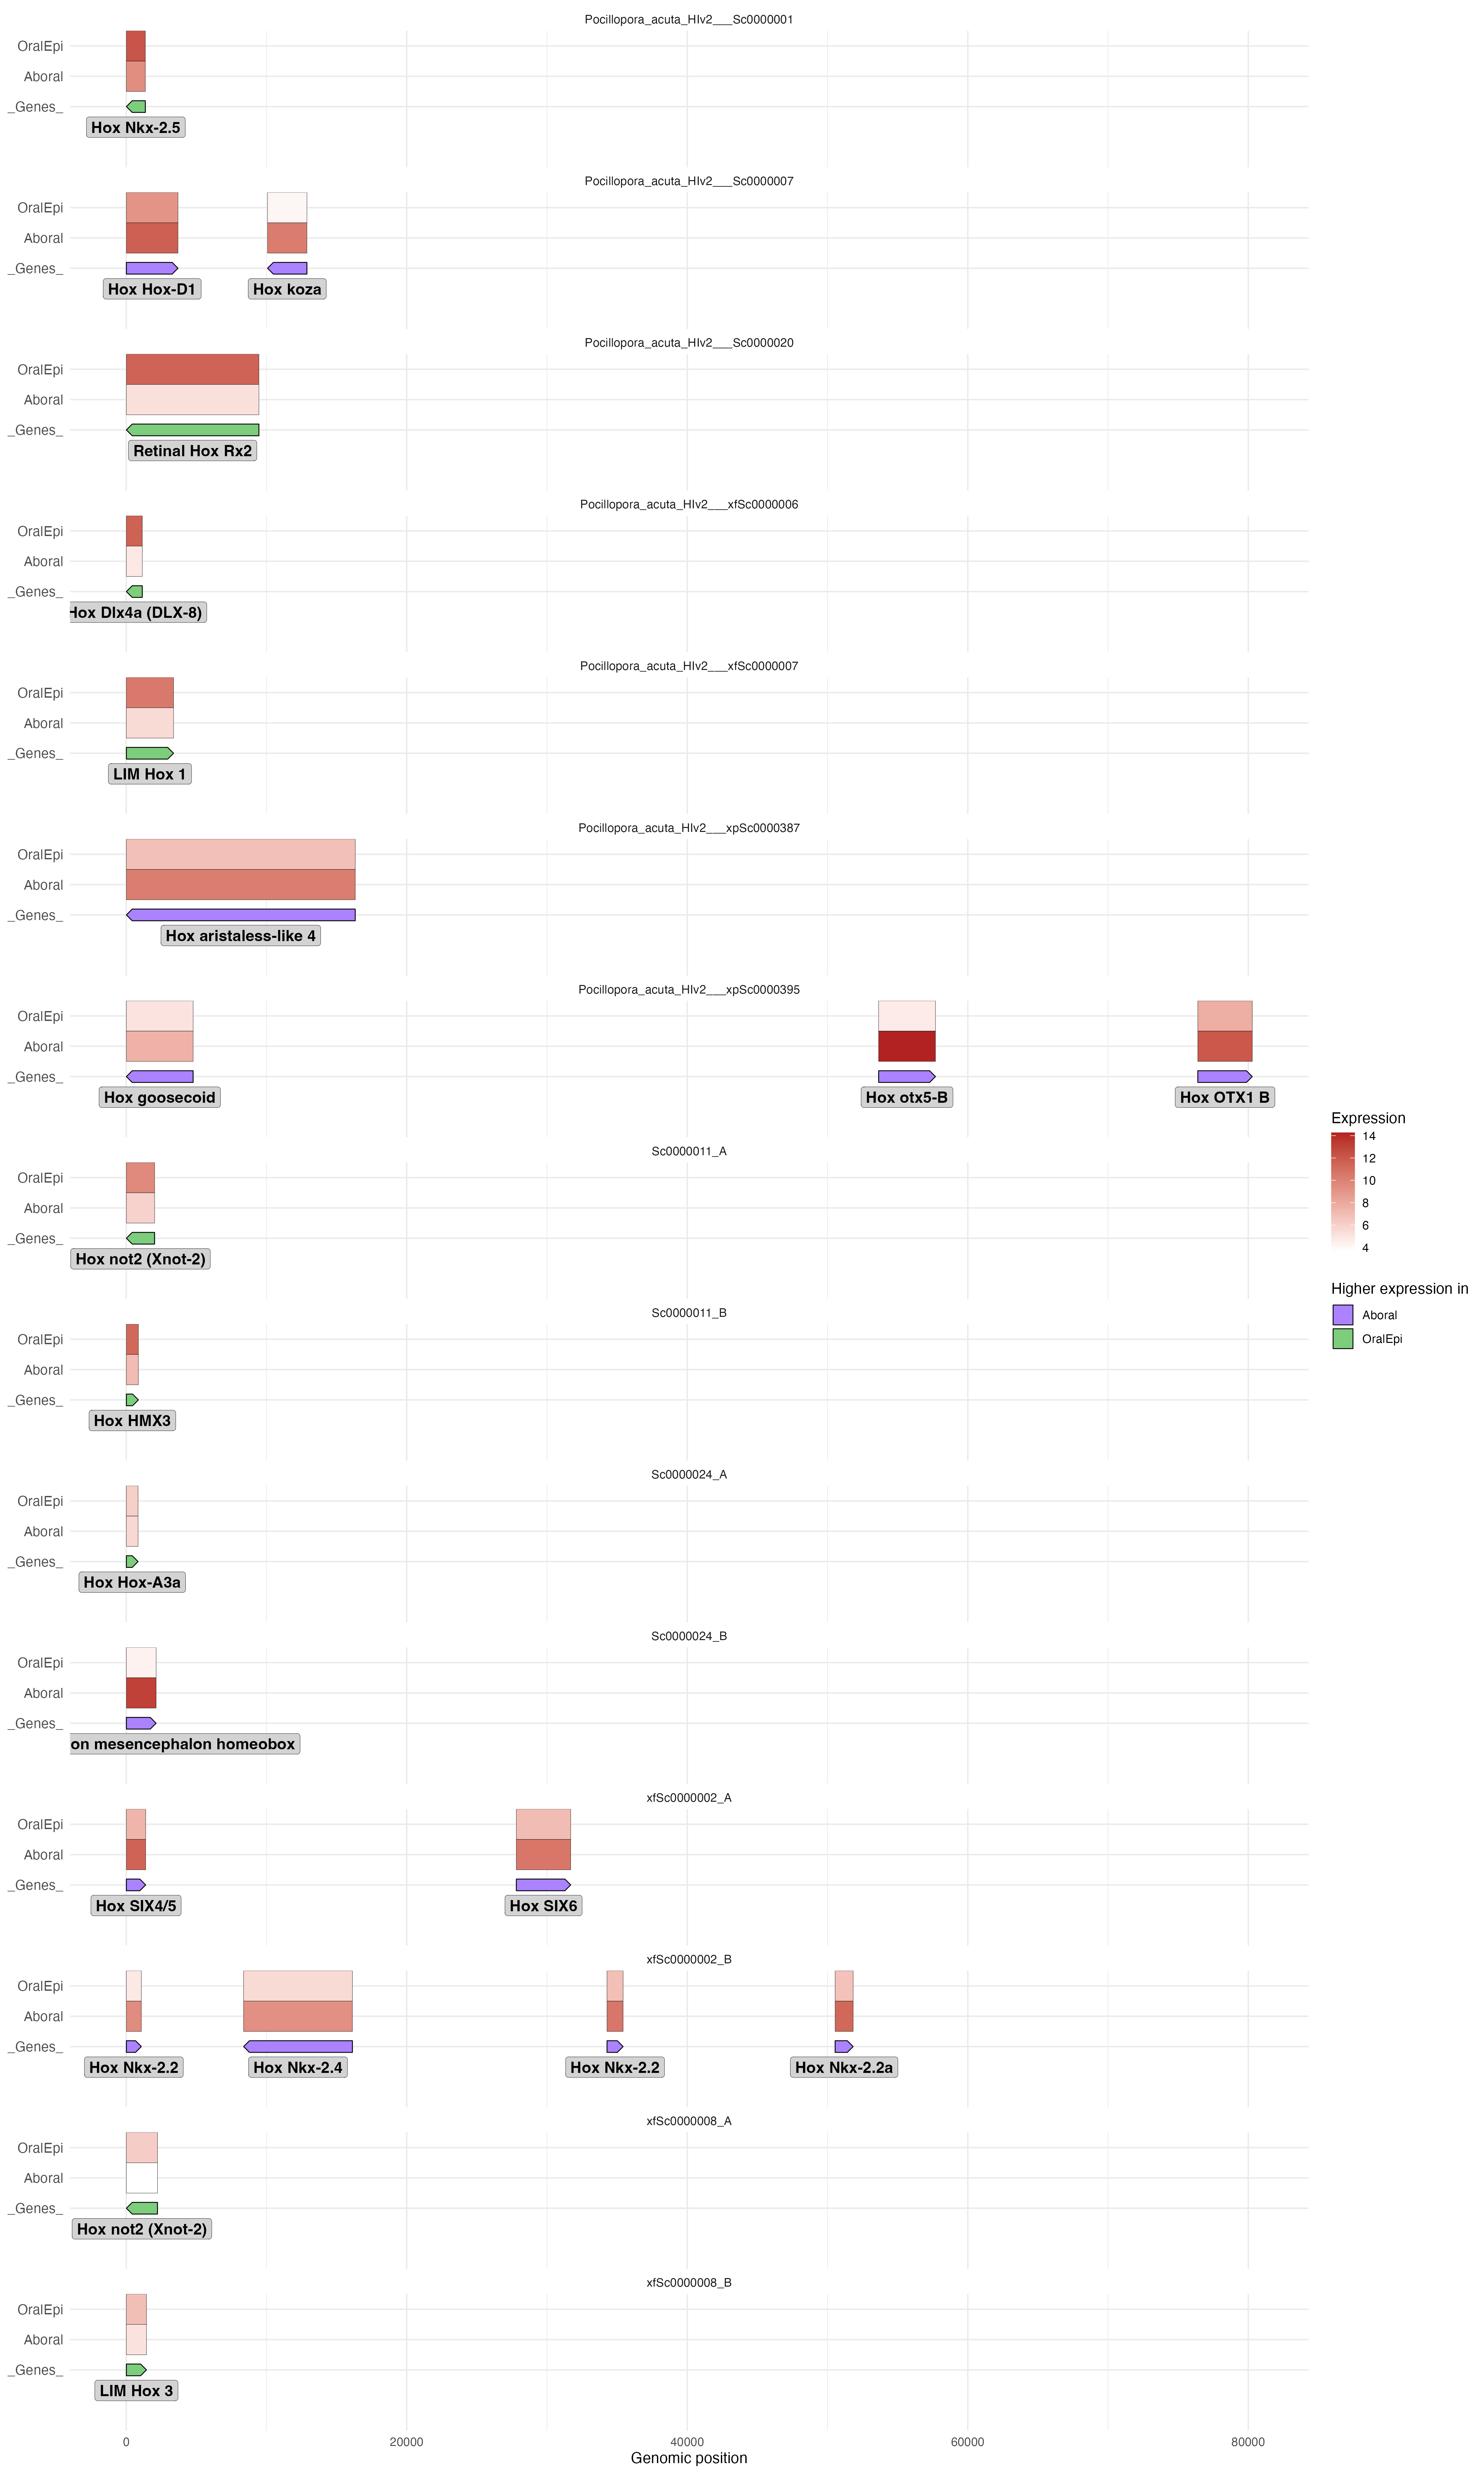 Pocillopora_acuta_HIv2___Sc0000001
OralEpi
Aboral
_Genes_
Hox Nkx-2.5
Pocillopora_acuta_HIv2___Sc0000007
OralEpi
Aboral
_Genes_
Hox Hox-D1 Hox koza
Pocillopora_acuta_HIv2___Sc0000020
OralEpi
Aboral
_Genes_
Retinal Hox Rx2
Pocillopora_acuta_HIv2___xfSc0000006
OralEpi
Aboral
_Genes_
Hox Dlx4a (DLX-8)
Pocillopora_acuta_HIv2___xfSc0000007
OralEpi
Aboral
_Genes_
LIM Hox 1
Pocillopora_acuta_HIv2___xpSc0000387
OralEpi
Aboral
_Genes_
Hox aristaless-like 4
Pocillopora_acuta_HIv2___xpSc0000395
OralEpi
Aboral
_Genes_
Hox goosecoid Hox otx5-B Hox OTX1 B
Sc0000011_A
OralEpi
Aboral
_Genes_
Hox not2 (Xnot-2)
Sc0000011_B
OralEpi
Aboral
_Genes_
Hox HMX3
Sc0000024_A
OralEpi
Aboral
_Genes_
Hox Hox-A3a
Sc0000024_B
OralEpi
Aboral
_Genes_
on mesencephalon homeobox
xfSc0000002_A
OralEpi
Aboral
_Genes_
Hox SIX4/5 Hox SIX6
xfSc0000002_B
OralEpi
Aboral
_Genes_
Hox Nkx-2.2 Hox Nkx-2.4 Hox Nkx-2.2 Hox Nkx-2.2a
xfSc0000008_A
OralEpi
Aboral
_Genes_
Hox not2 (Xnot-2)
xfSc0000008_B
OralEpi
Aboral
_Genes_
LIM Hox 3
0 20000 40000 60000 80000
Genomic position
Expression
14
12
10
8
6
4
Higher expression in
Aboral
OralEpi